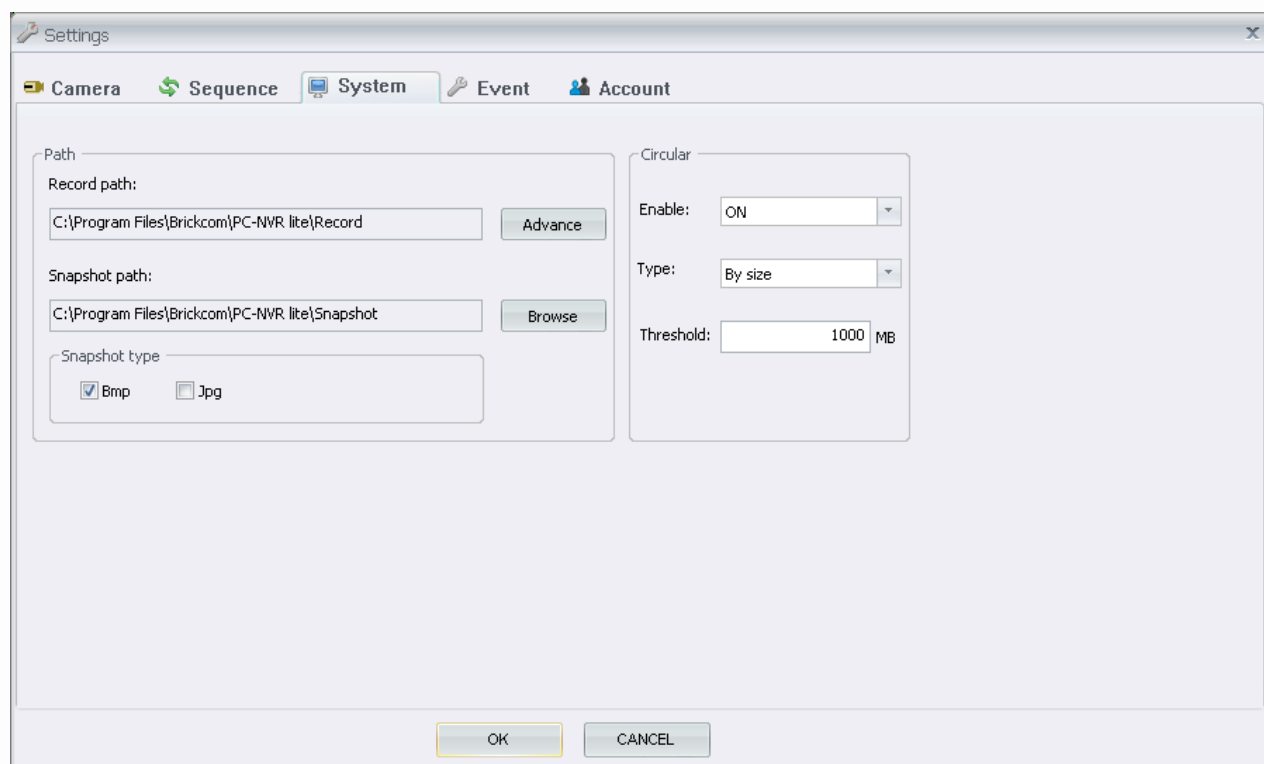 Settings
x
Camera Sequence System Event Account
Path
Record path:
C:\Program Files\Brickcom\PC-NVR lite\Record
Advance
Snapshot path:
C:\Program Files\Brickcom\PC-NVR lite\Snapshot
Browse
Snapshot type
Bmp Jpg
Circular
Enable: ON
Type: By size
Threshold: 1000 MB
OK CANCEL